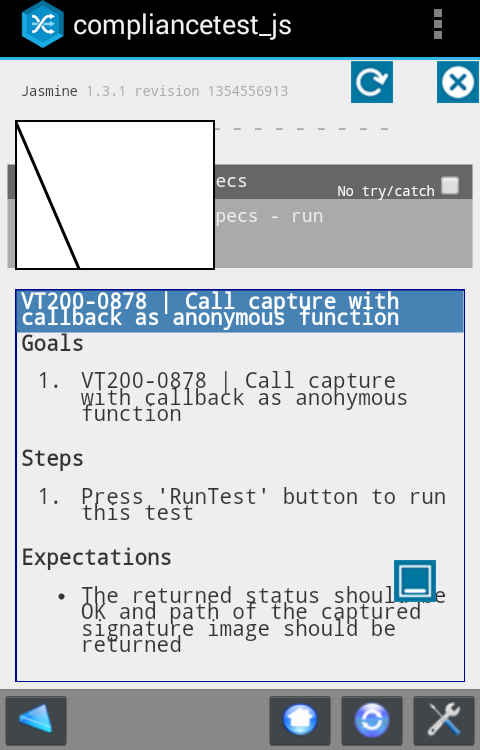 compliancetest_js
Jasmine 1.3.1 revision 1354556913
ecs
No try/catch
pecs - run
VT200-0878 | Call capture with
callback as anonymous function
Goals
1. VT200-0878 | Call capture
with callback as anonymous
function
Steps
1. Press 'RunTest' button to run
this test
Expectations
• The returned status should be
Ok and path of the captured
signature image should be
returned